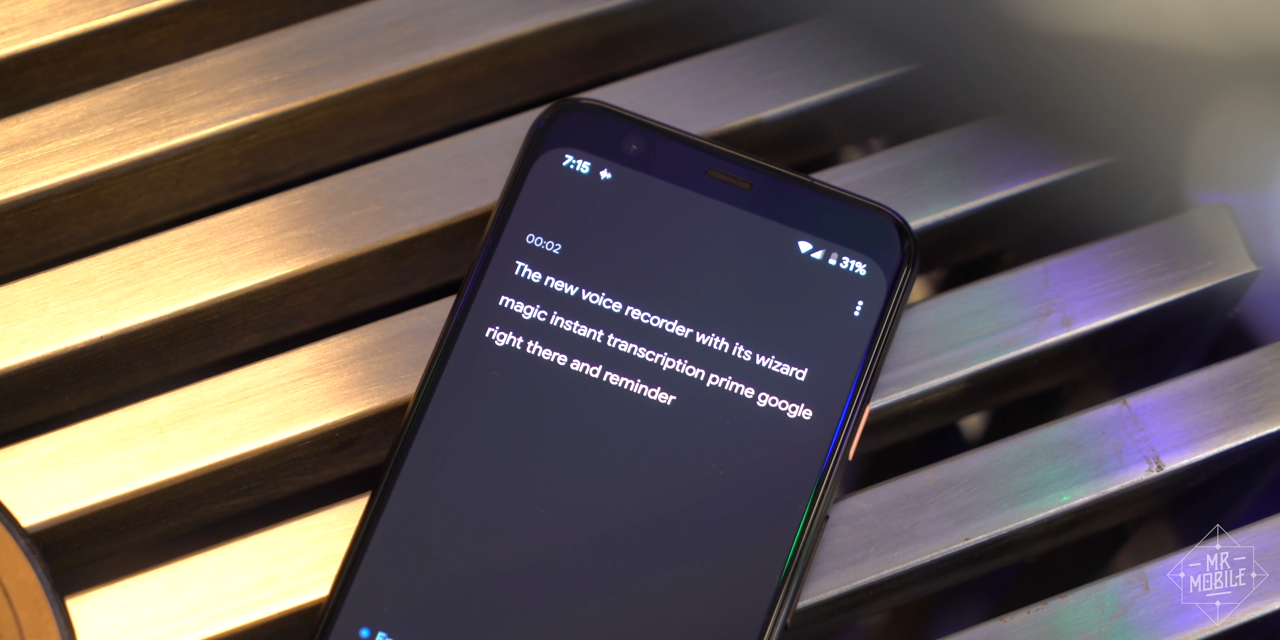 7:15
31%
00:02
The new voice recorder with its wizard
magic instant transcription prime google
right there and reminder
MR
MOBILE